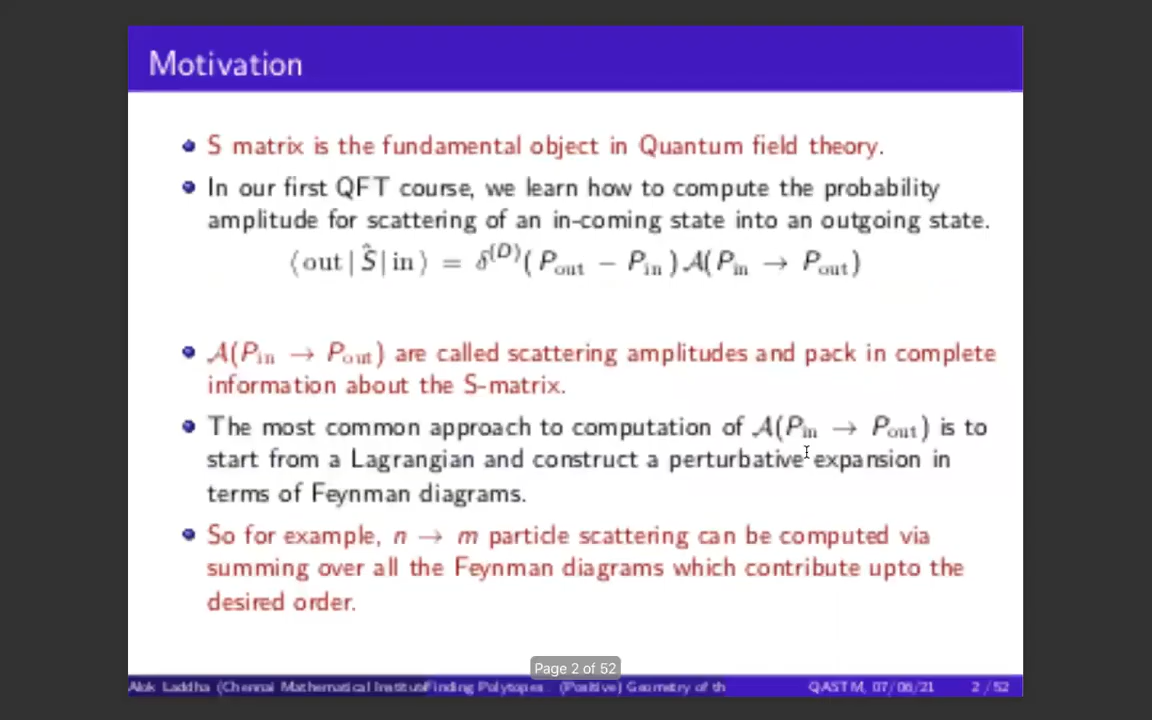 Motivation
S matrix is the fundamental object in Quantum field theory.
In our first QFT course, we learn how to compute the probability
amplitude for scattering of an in-coming state into an outgoing state.
⟨ out | Ŝ | in ⟩ = δ^(D)( P_out − P_in ) 𝒜( P_in → P_out )
𝒜(P_in → P_out) are called scattering amplitudes and pack in complete
information about the S-matrix.
The most common approach to computation of 𝒜(P_in → P_out) is to
start from a Lagrangian and construct a perturbative expansion in
terms of Feynman diagrams.
So for example, n → m particle scattering can be computed via
summing over all the Feynman diagrams which contribute upto the
desired order.
Page 2 of 52
Alok Laddha (Chennai Mathematical Institut Finding Polytopes . (Positive) Geometry of th QASTM, 07/06/21 2 / 52